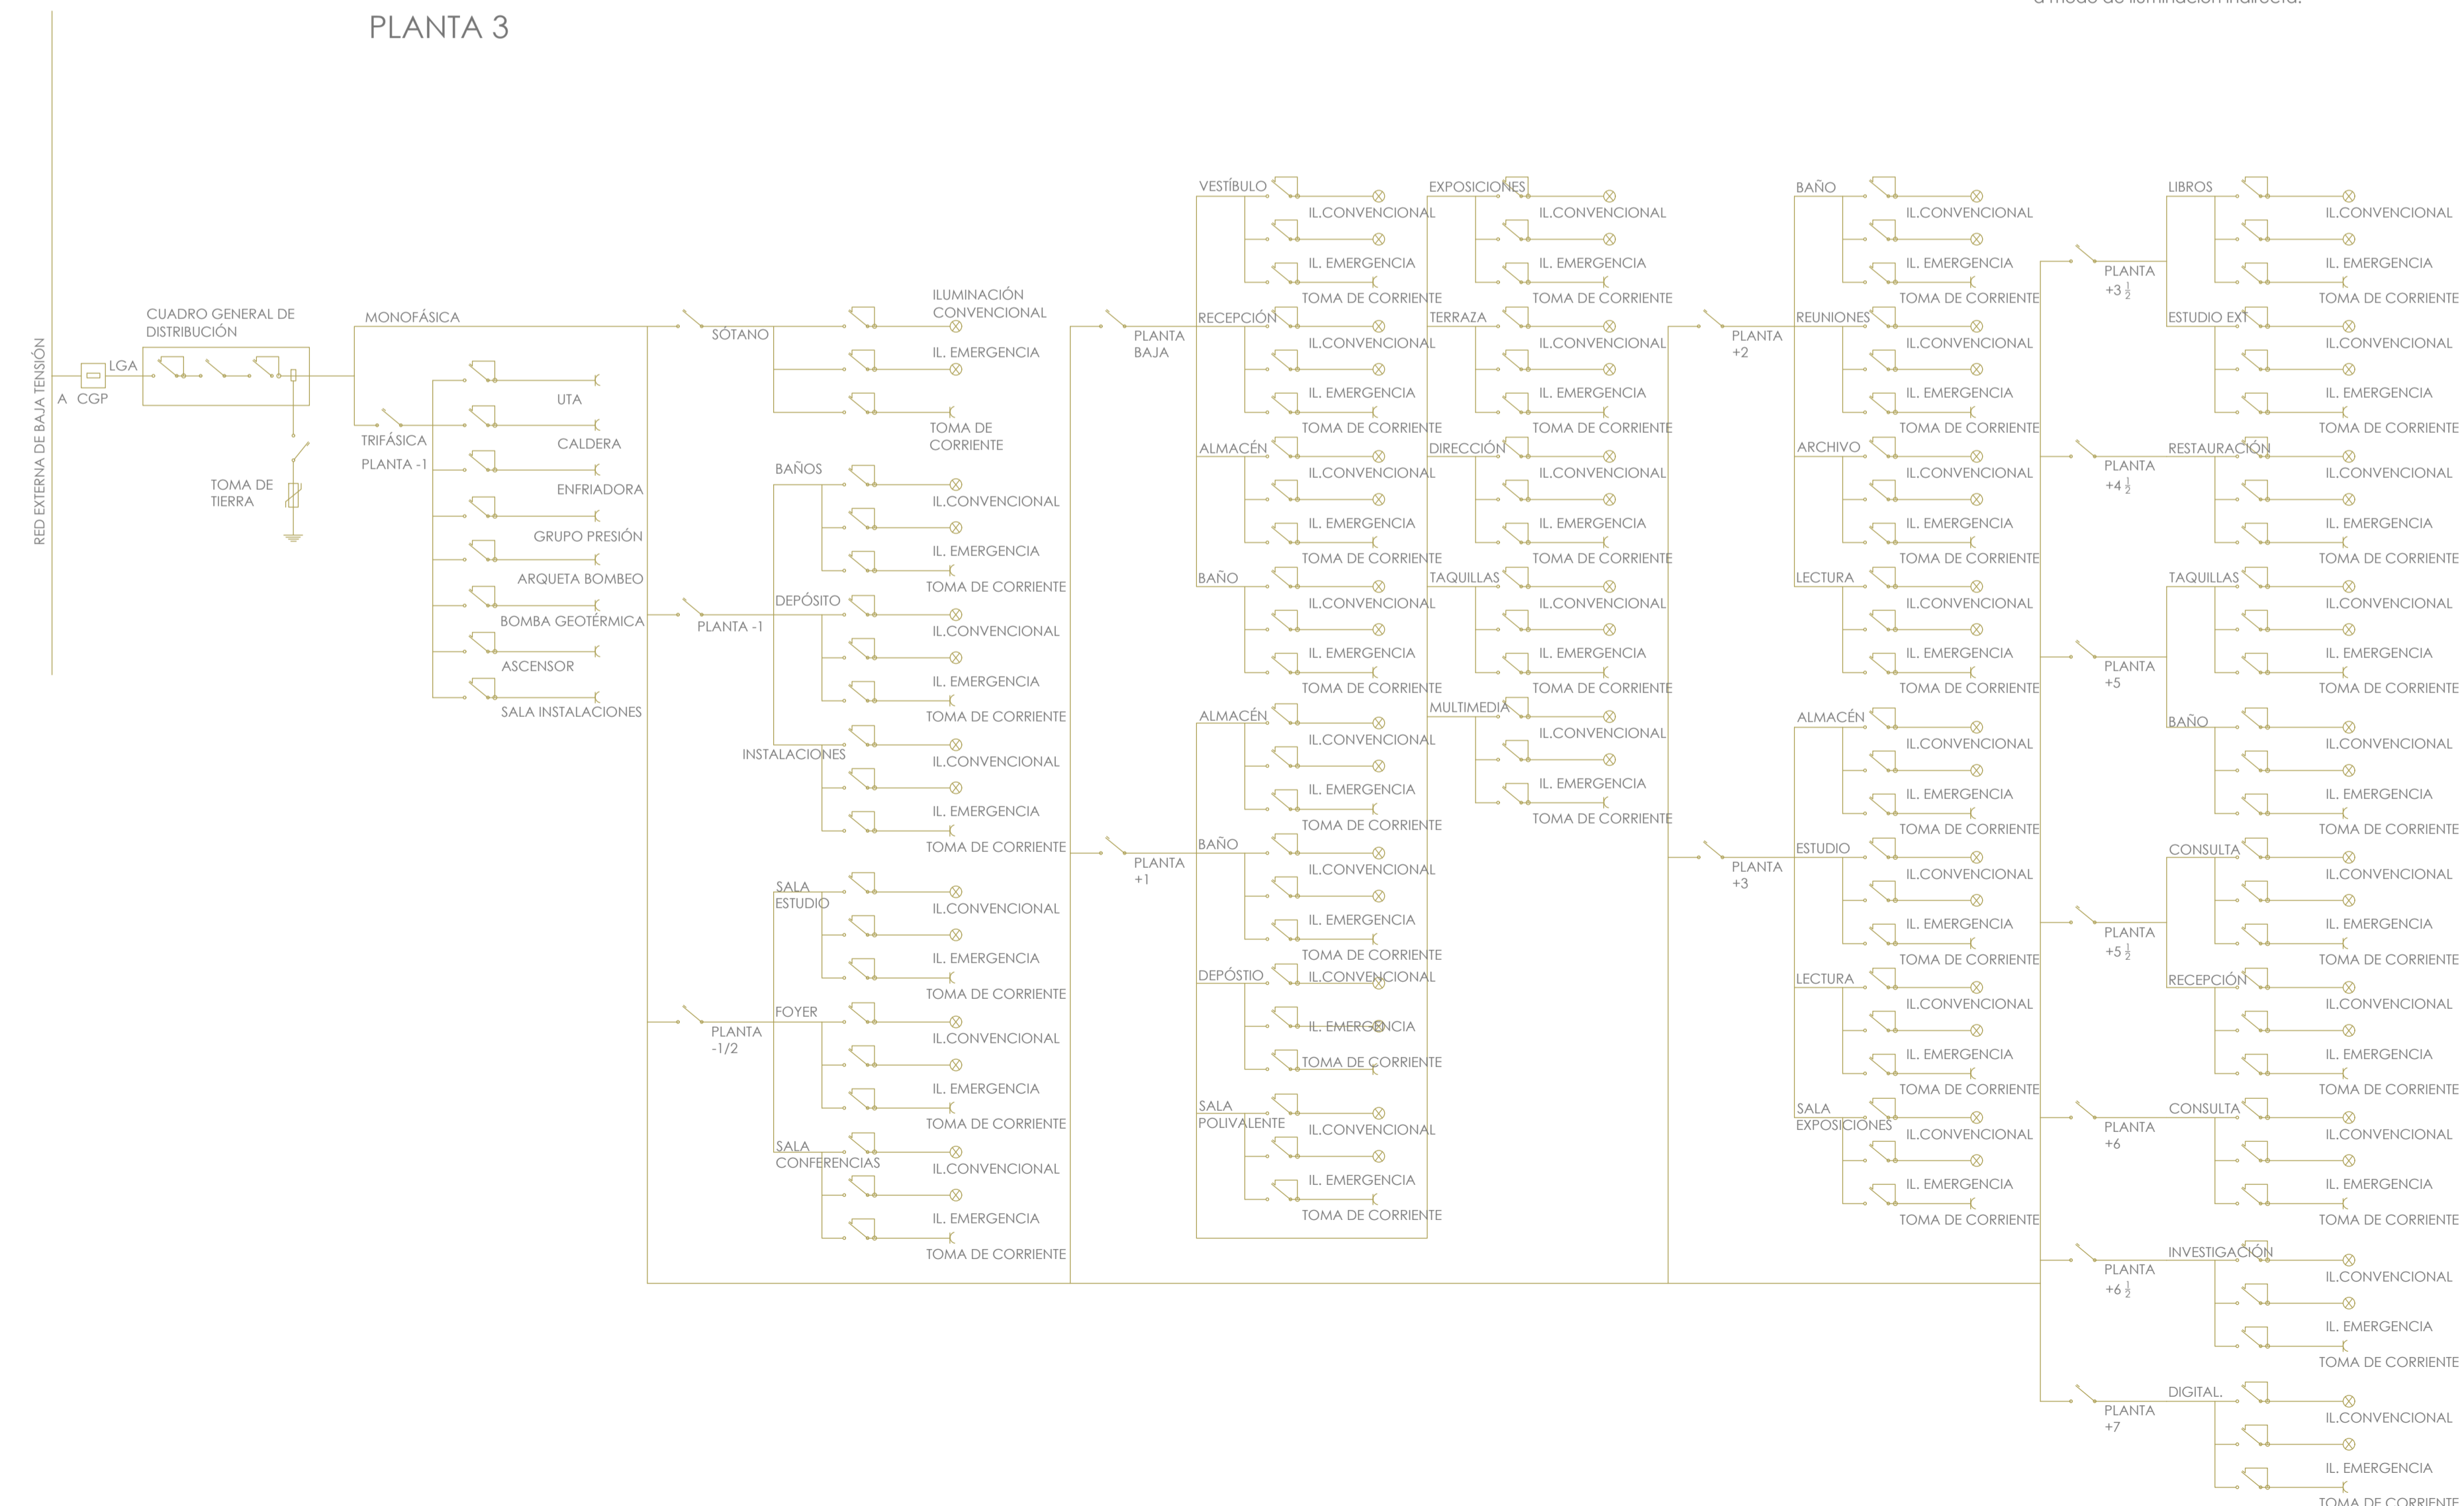 PLANTA 3
a modo de iluminación indirecta.
RED EXTERNA DE BAJA TENSIÓN
A CGP
LGA
CUADRO GENERAL DE
DISTRIBUCIÓN
TOMA DE
TIERRA
MONOFÁSICA
TRIFÁSICA
PLANTA -1
UTA
CALDERA
ENFRIADORA
GRUPO PRESIÓN
ARQUETA BOMBEO
BOMBA GEOTÉRMICA
ASCENSOR
SALA INSTALACIONES
SÓTANO
ILUMINACIÓN
CONVENCIONAL
IL. EMERGENCIA
TOMA DE
CORRIENTE
PLANTA -1
BAÑOS
IL.CONVENCIONAL
IL. EMERGENCIA
TOMA DE CORRIENTE
DEPÓSITO
IL.CONVENCIONAL
IL. EMERGENCIA
TOMA DE CORRIENTE
INSTALACIONES
IL.CONVENCIONAL
IL. EMERGENCIA
TOMA DE CORRIENTE
PLANTA
-1/2
SALA
ESTUDIO
IL.CONVENCIONAL
IL. EMERGENCIA
TOMA DE CORRIENTE
FOYER
IL.CONVENCIONAL
IL. EMERGENCIA
TOMA DE CORRIENTE
SALA
CONFERENCIAS
IL.CONVENCIONAL
IL. EMERGENCIA
TOMA DE CORRIENTE
PLANTA
BAJA
VESTÍBULO
IL.CONVENCIONAL
IL. EMERGENCIA
TOMA DE CORRIENTE
RECEPCIÓN
IL.CONVENCIONAL
IL. EMERGENCIA
TOMA DE CORRIENTE
ALMACÉN
IL.CONVENCIONAL
IL. EMERGENCIA
TOMA DE CORRIENTE
BAÑO
IL.CONVENCIONAL
IL. EMERGENCIA
TOMA DE CORRIENTE
PLANTA
+1
ALMACÉN
IL.CONVENCIONAL
IL. EMERGENCIA
TOMA DE CORRIENTE
BAÑO
IL.CONVENCIONAL
IL. EMERGENCIA
TOMA DE CORRIENTE
DEPÓSTIO
IL.CONVENCIONAL
IL. EMERGENCIA
TOMA DE CORRIENTE
SALA
POLIVALENTE
IL.CONVENCIONAL
IL. EMERGENCIA
TOMA DE CORRIENTE
EXPOSICIONES
IL.CONVENCIONAL
IL. EMERGENCIA
TOMA DE CORRIENTE
TERRAZA
IL.CONVENCIONAL
IL. EMERGENCIA
TOMA DE CORRIENTE
DIRECCIÓN
IL.CONVENCIONAL
IL. EMERGENCIA
TOMA DE CORRIENTE
TAQUILLAS
IL.CONVENCIONAL
IL. EMERGENCIA
TOMA DE CORRIENTE
MULTIMEDIA
IL.CONVENCIONAL
IL. EMERGENCIA
TOMA DE CORRIENTE
PLANTA
+2
BAÑO
IL.CONVENCIONAL
IL. EMERGENCIA
TOMA DE CORRIENTE
REUNIONES
IL.CONVENCIONAL
IL. EMERGENCIA
TOMA DE CORRIENTE
ARCHIVO
IL.CONVENCIONAL
IL. EMERGENCIA
TOMA DE CORRIENTE
LECTURA
IL.CONVENCIONAL
IL. EMERGENCIA
TOMA DE CORRIENTE
PLANTA
+3
ALMACÉN
IL.CONVENCIONAL
IL. EMERGENCIA
TOMA DE CORRIENTE
ESTUDIO
IL.CONVENCIONAL
IL. EMERGENCIA
TOMA DE CORRIENTE
LECTURA
IL.CONVENCIONAL
IL. EMERGENCIA
TOMA DE CORRIENTE
SALA
EXPOSICIONES
IL.CONVENCIONAL
IL. EMERGENCIA
TOMA DE CORRIENTE
PLANTA
+3 ½
LIBROS
IL.CONVENCIONAL
IL. EMERGENCIA
TOMA DE CORRIENTE
ESTUDIO EXT
IL.CONVENCIONAL
IL. EMERGENCIA
TOMA DE CORRIENTE
PLANTA
+4 ½
RESTAURACIÓN
IL.CONVENCIONAL
IL. EMERGENCIA
TOMA DE CORRIENTE
PLANTA
+5
TAQUILLAS
IL.CONVENCIONAL
IL. EMERGENCIA
TOMA DE CORRIENTE
BAÑO
IL.CONVENCIONAL
IL. EMERGENCIA
TOMA DE CORRIENTE
PLANTA
+5 ½
CONSULTA
IL.CONVENCIONAL
IL. EMERGENCIA
TOMA DE CORRIENTE
RECEPCIÓN
IL.CONVENCIONAL
IL. EMERGENCIA
TOMA DE CORRIENTE
PLANTA
+6
CONSULTA
IL.CONVENCIONAL
IL. EMERGENCIA
TOMA DE CORRIENTE
PLANTA
+6 ½
INVESTIGACIÓN
IL.CONVENCIONAL
IL. EMERGENCIA
TOMA DE CORRIENTE
PLANTA
+7
DIGITAL.
IL.CONVENCIONAL
IL. EMERGENCIA
TOMA DE CORRIENTE